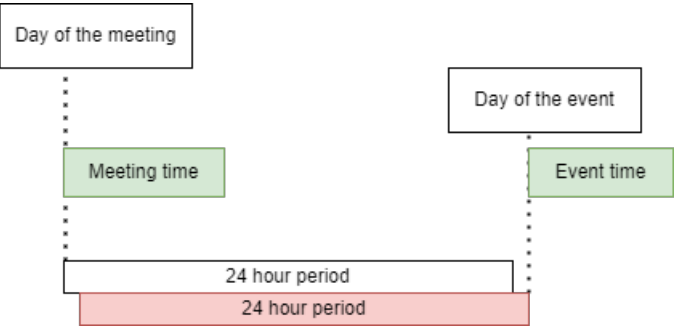 Day of the meeting
Day of the event
Meeting time
Event time
24 hour period
24 hour period